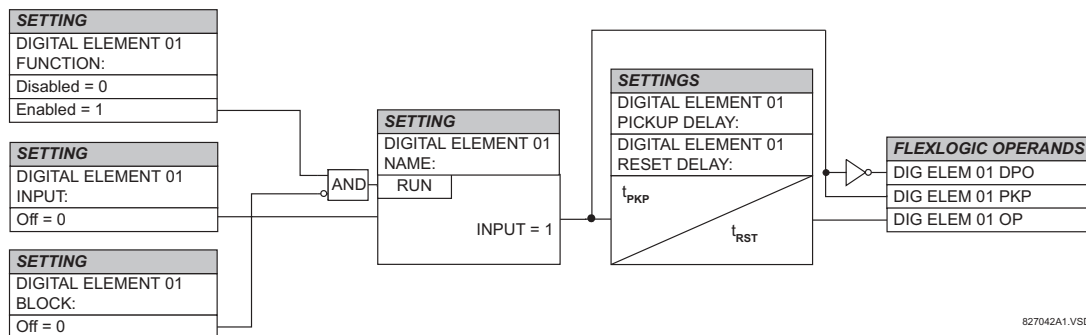 SETTING
DIGITAL ELEMENT 01
FUNCTION:
Disabled = 0
Enabled = 1
SETTING
DIGITAL ELEMENT 01
INPUT:
Off = 0
SETTING
DIGITAL ELEMENT 01
BLOCK:
Off = 0
AND
SETTING
DIGITAL ELEMENT 01
NAME:
RUN
INPUT = 1
SETTINGS
DIGITAL ELEMENT 01
PICKUP DELAY:
DIGITAL ELEMENT 01
RESET DELAY:
tPKP
tRST
FLEXLOGIC OPERANDS
DIG ELEM 01 DPO
DIG ELEM 01 PKP
DIG ELEM 01 OP
827042A1.VSD